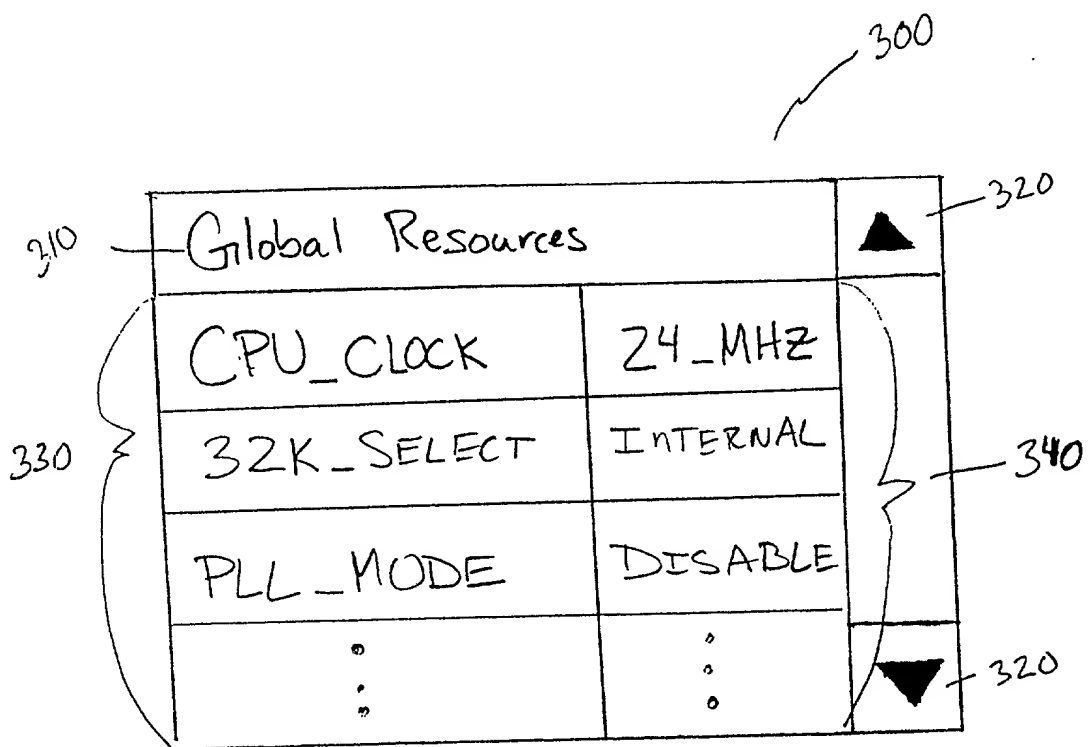 300
310 Global Resources 320
CPU_CLOCK 24_MHZ
32K_SELECT INTERNAL
330 340
PLL_MODE DISABLE
320